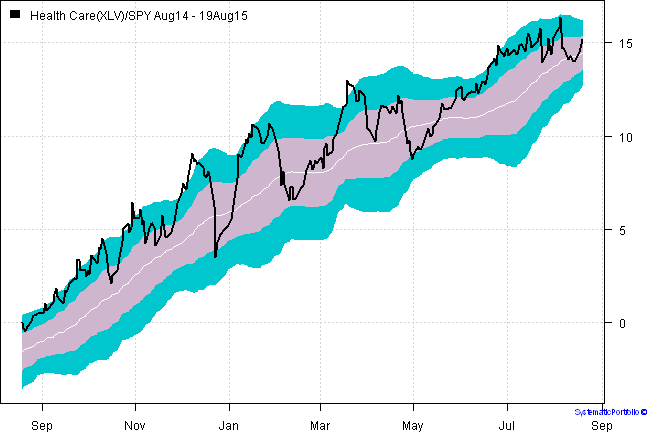 Health Care(XLV)/SPY Aug14 - 19Aug15
15
10
5
0
Sep Nov Jan Mar May Jul Sep
SystematicPortfolio ©